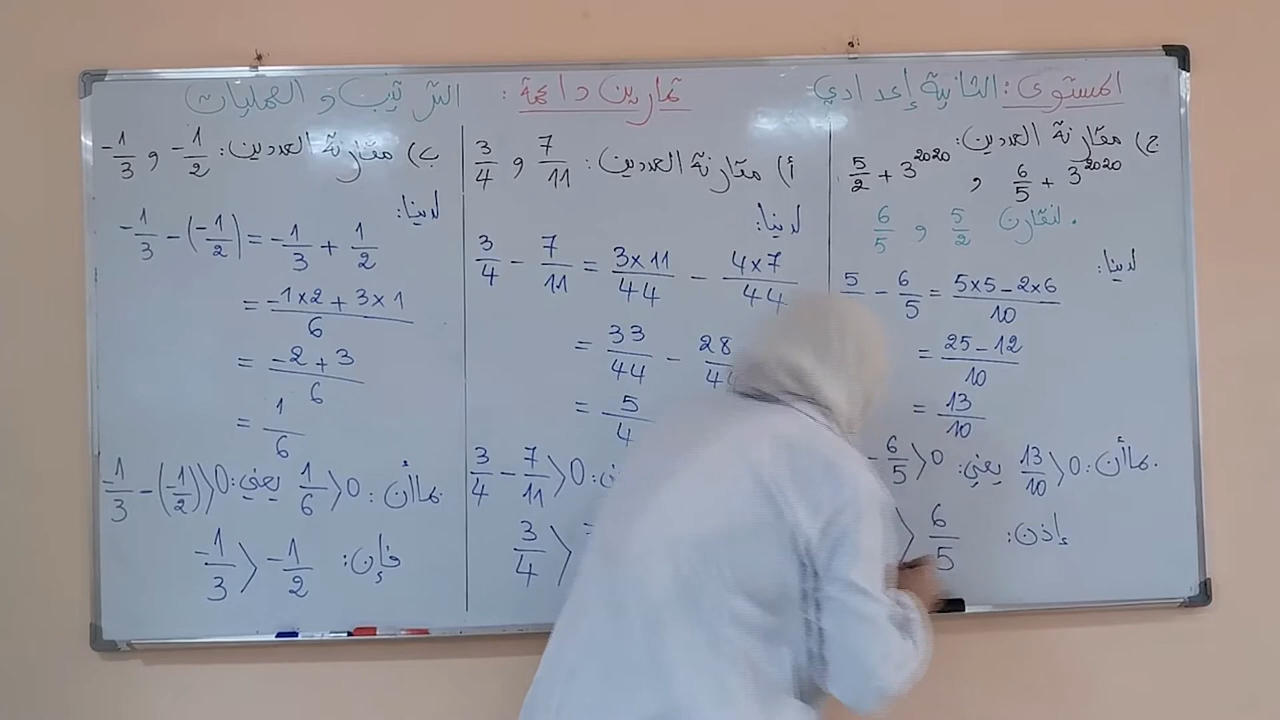 المستوى: الثانية إعدادي تمارين داعمة: الترتيب و العمليات
ج) مقارنة العددين:
5/2 + 3^2020 و 6/5 + 3^2020
. لنقارن 5/2 و 6/5
لدينا:
5/ - 6/5 = (5×5-2×6)/10
= (25-12)/10
= 13/10
. بما أن: 13/10 > 0 يعني: - 6/5 > 0
إذن: > 6/5
أ) مقارنة العددين: 7/11 و 3/4
لدينا:
3/4 - 7/11 = (3×11)/44 - (4×7)/44
= 33/44 - 28/44
= 5/4
3/4 - 7/11 > 0
3/4 >
ب) مقارنة العددين: -1/2 و -1/3
لدينا:
-1/3 - (-1/2) = -1/3 + 1/2
= (-1×2 + 3×1)/6
= (-2+3)/6
= 1/6
. بما أن: 1/6 > 0 يعني: -1/3 - (-1/2) > 0
فإن: -1/3 > -1/2